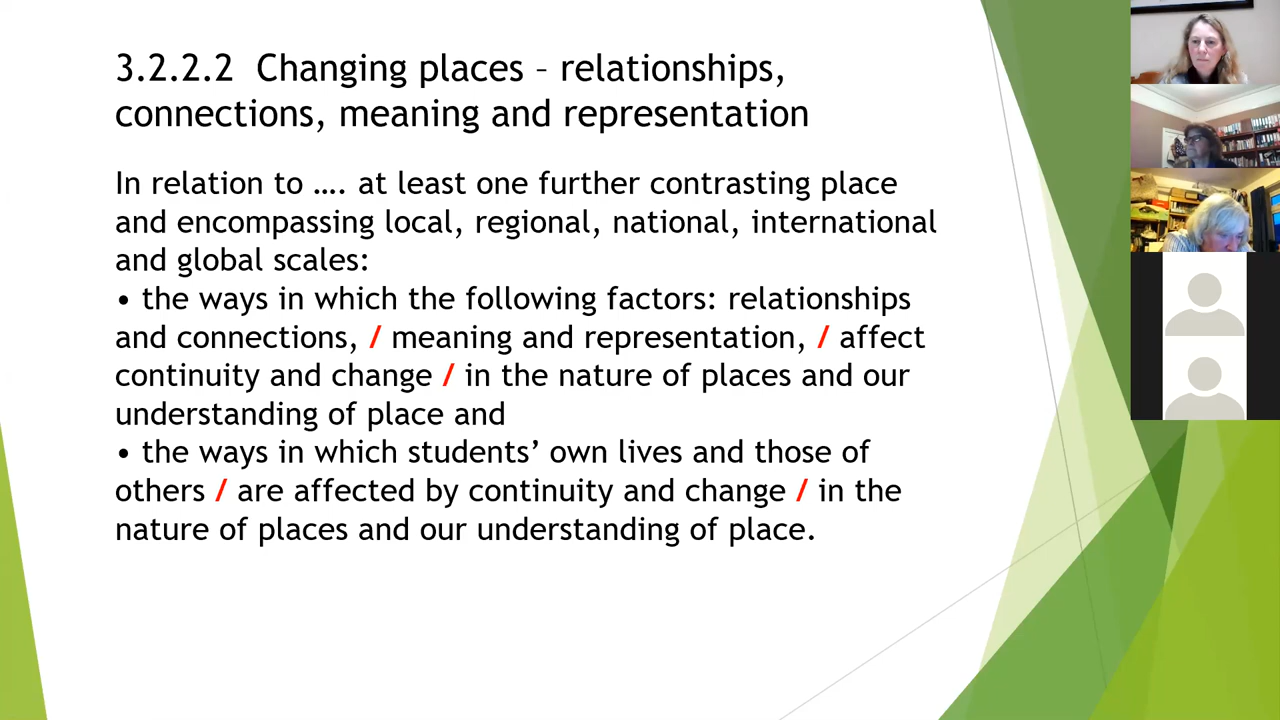 3.2.2.2 Changing places – relationships,
connections, meaning and representation
In relation to …. at least one further contrasting place
and encompassing local, regional, national, international
and global scales:
• the ways in which the following factors: relationships
and connections, / meaning and representation, / affect
continuity and change / in the nature of places and our
understanding of place and
• the ways in which students’ own lives and those of
others / are affected by continuity and change / in the
nature of places and our understanding of place.